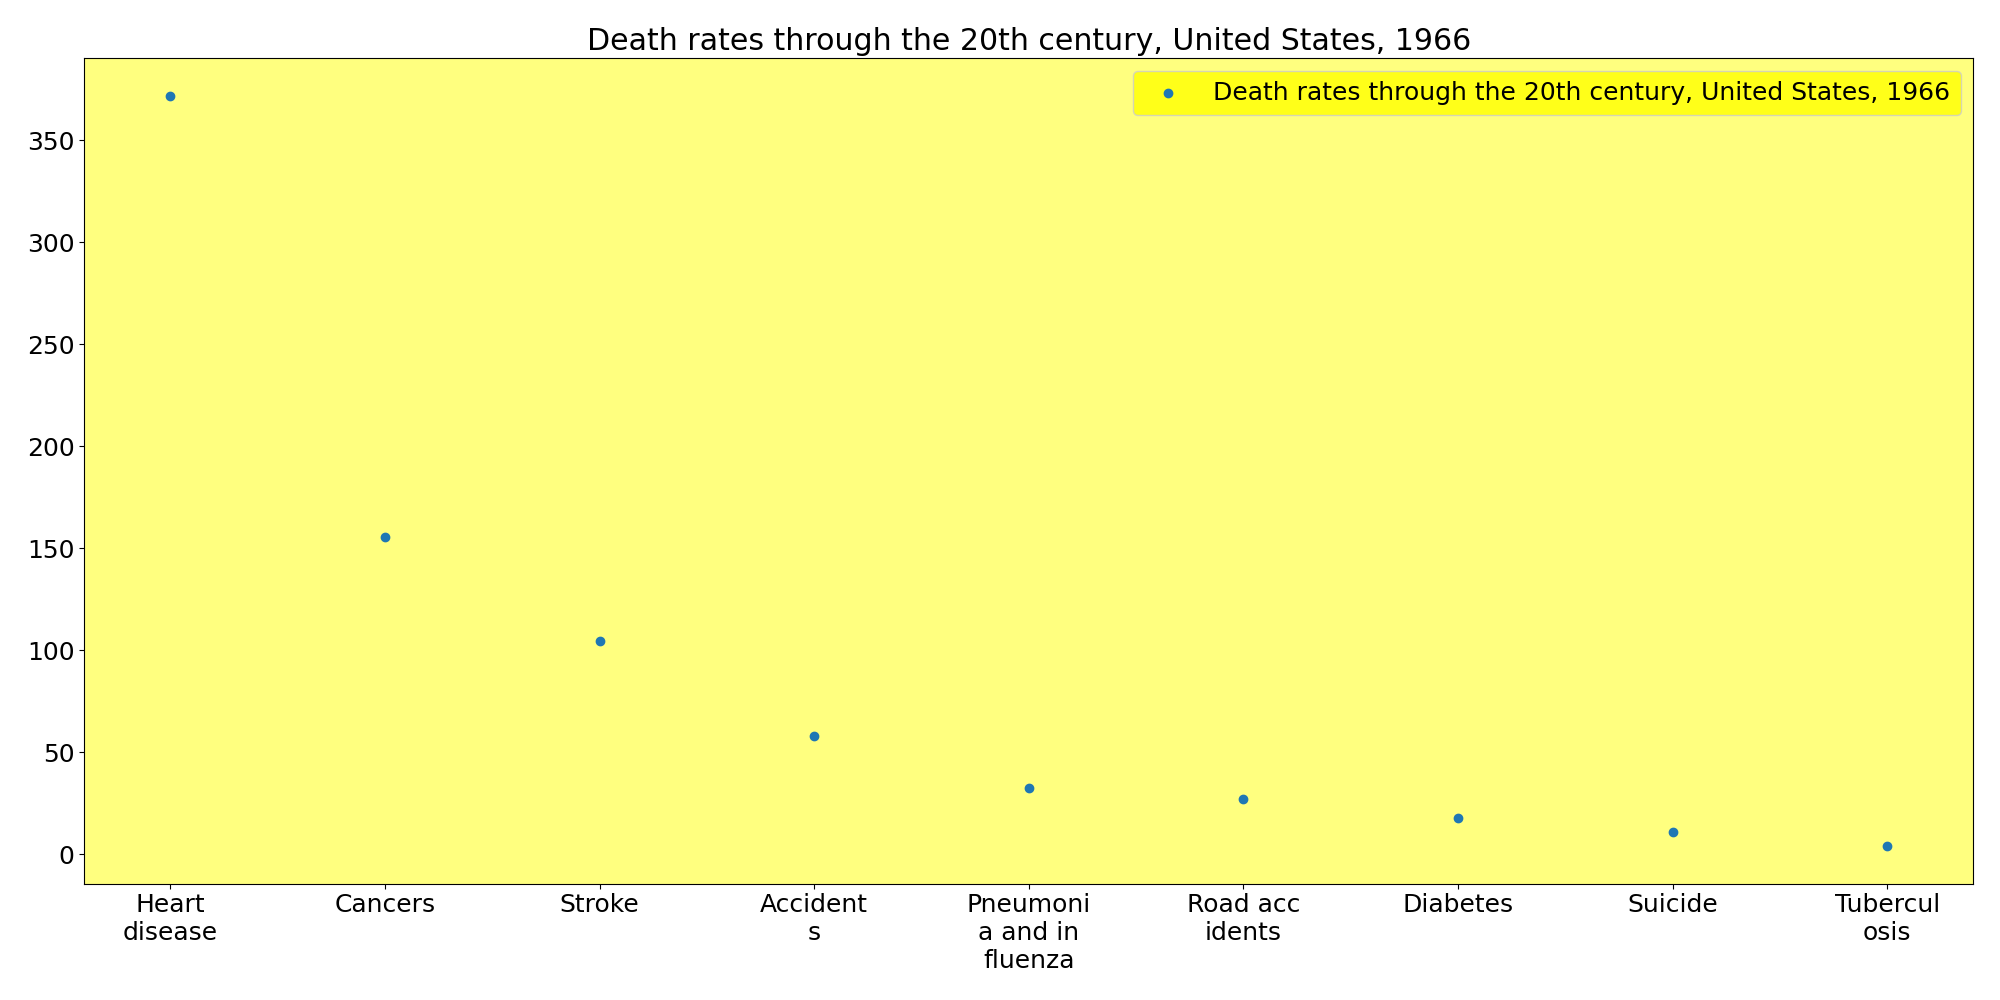 Death rates through the 20th century, United States, 1966
Death rates through the 20th century, United States, 1966
350
300
250
200
150
100
50
0
Heart
disease
Cancers
Stroke
Accident
s
Pneumoni
a and in
fluenza
Road acc
idents
Diabetes
Suicide
Tubercul
osis